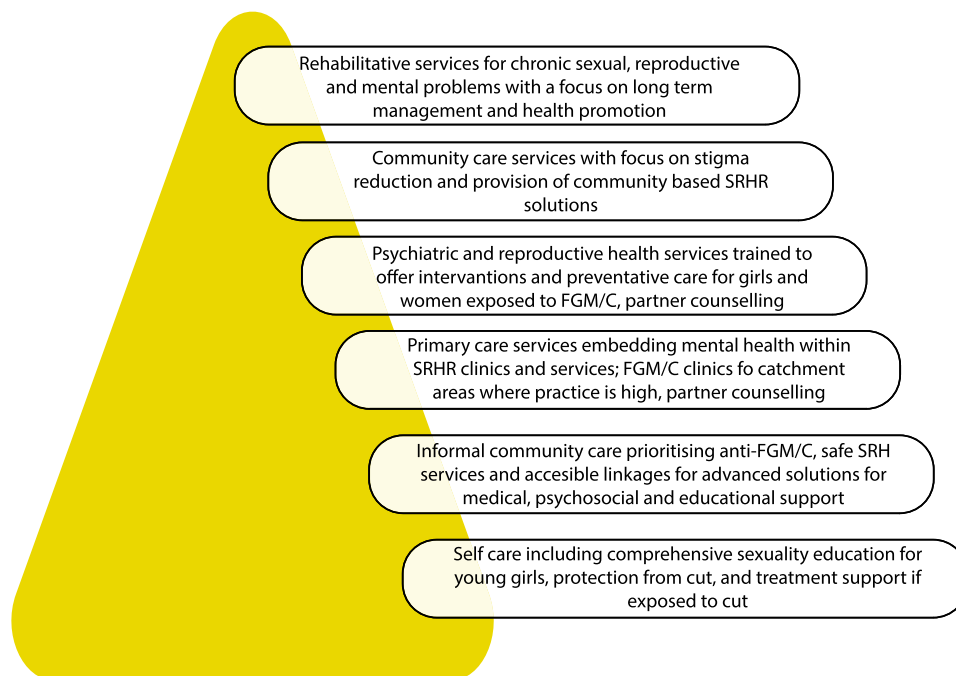 Rehabilitative services for chronic sexual, reproductive
and mental problems with a focus on long term
management and health promotion
Community care services with focus on stigma
reduction and provision of community based SRHR
solutions
Psychiatric and reproductive health services trained to
offer intervantions and preventative care for girls and
women exposed to FGM/C, partner counselling
Primary care services embedding mental health within
SRHR clinics and services; FGM/C clinics fo catchment
areas where practice is high, partner counselling
Informal community care prioritising anti-FGM/C, safe SRH
services and accesible linkages for advanced solutions for
medical, psychosocial and educational support
Self care including comprehensive sexuality education for
young girls, protection from cut, and treatment support if
exposed to cut